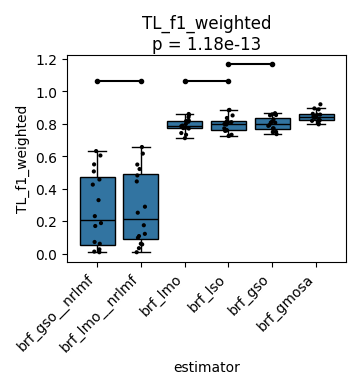 TL_f1_weighted
p = 1.18e-13
TL_f1_weighted
1.2
1.0
0.8
0.6
0.4
0.2
0.0
brf_gso__nrlmf
brf_lmo__nrlmf
brf_lmo
brf_lso
brf_gso
brf_gmosa
estimator